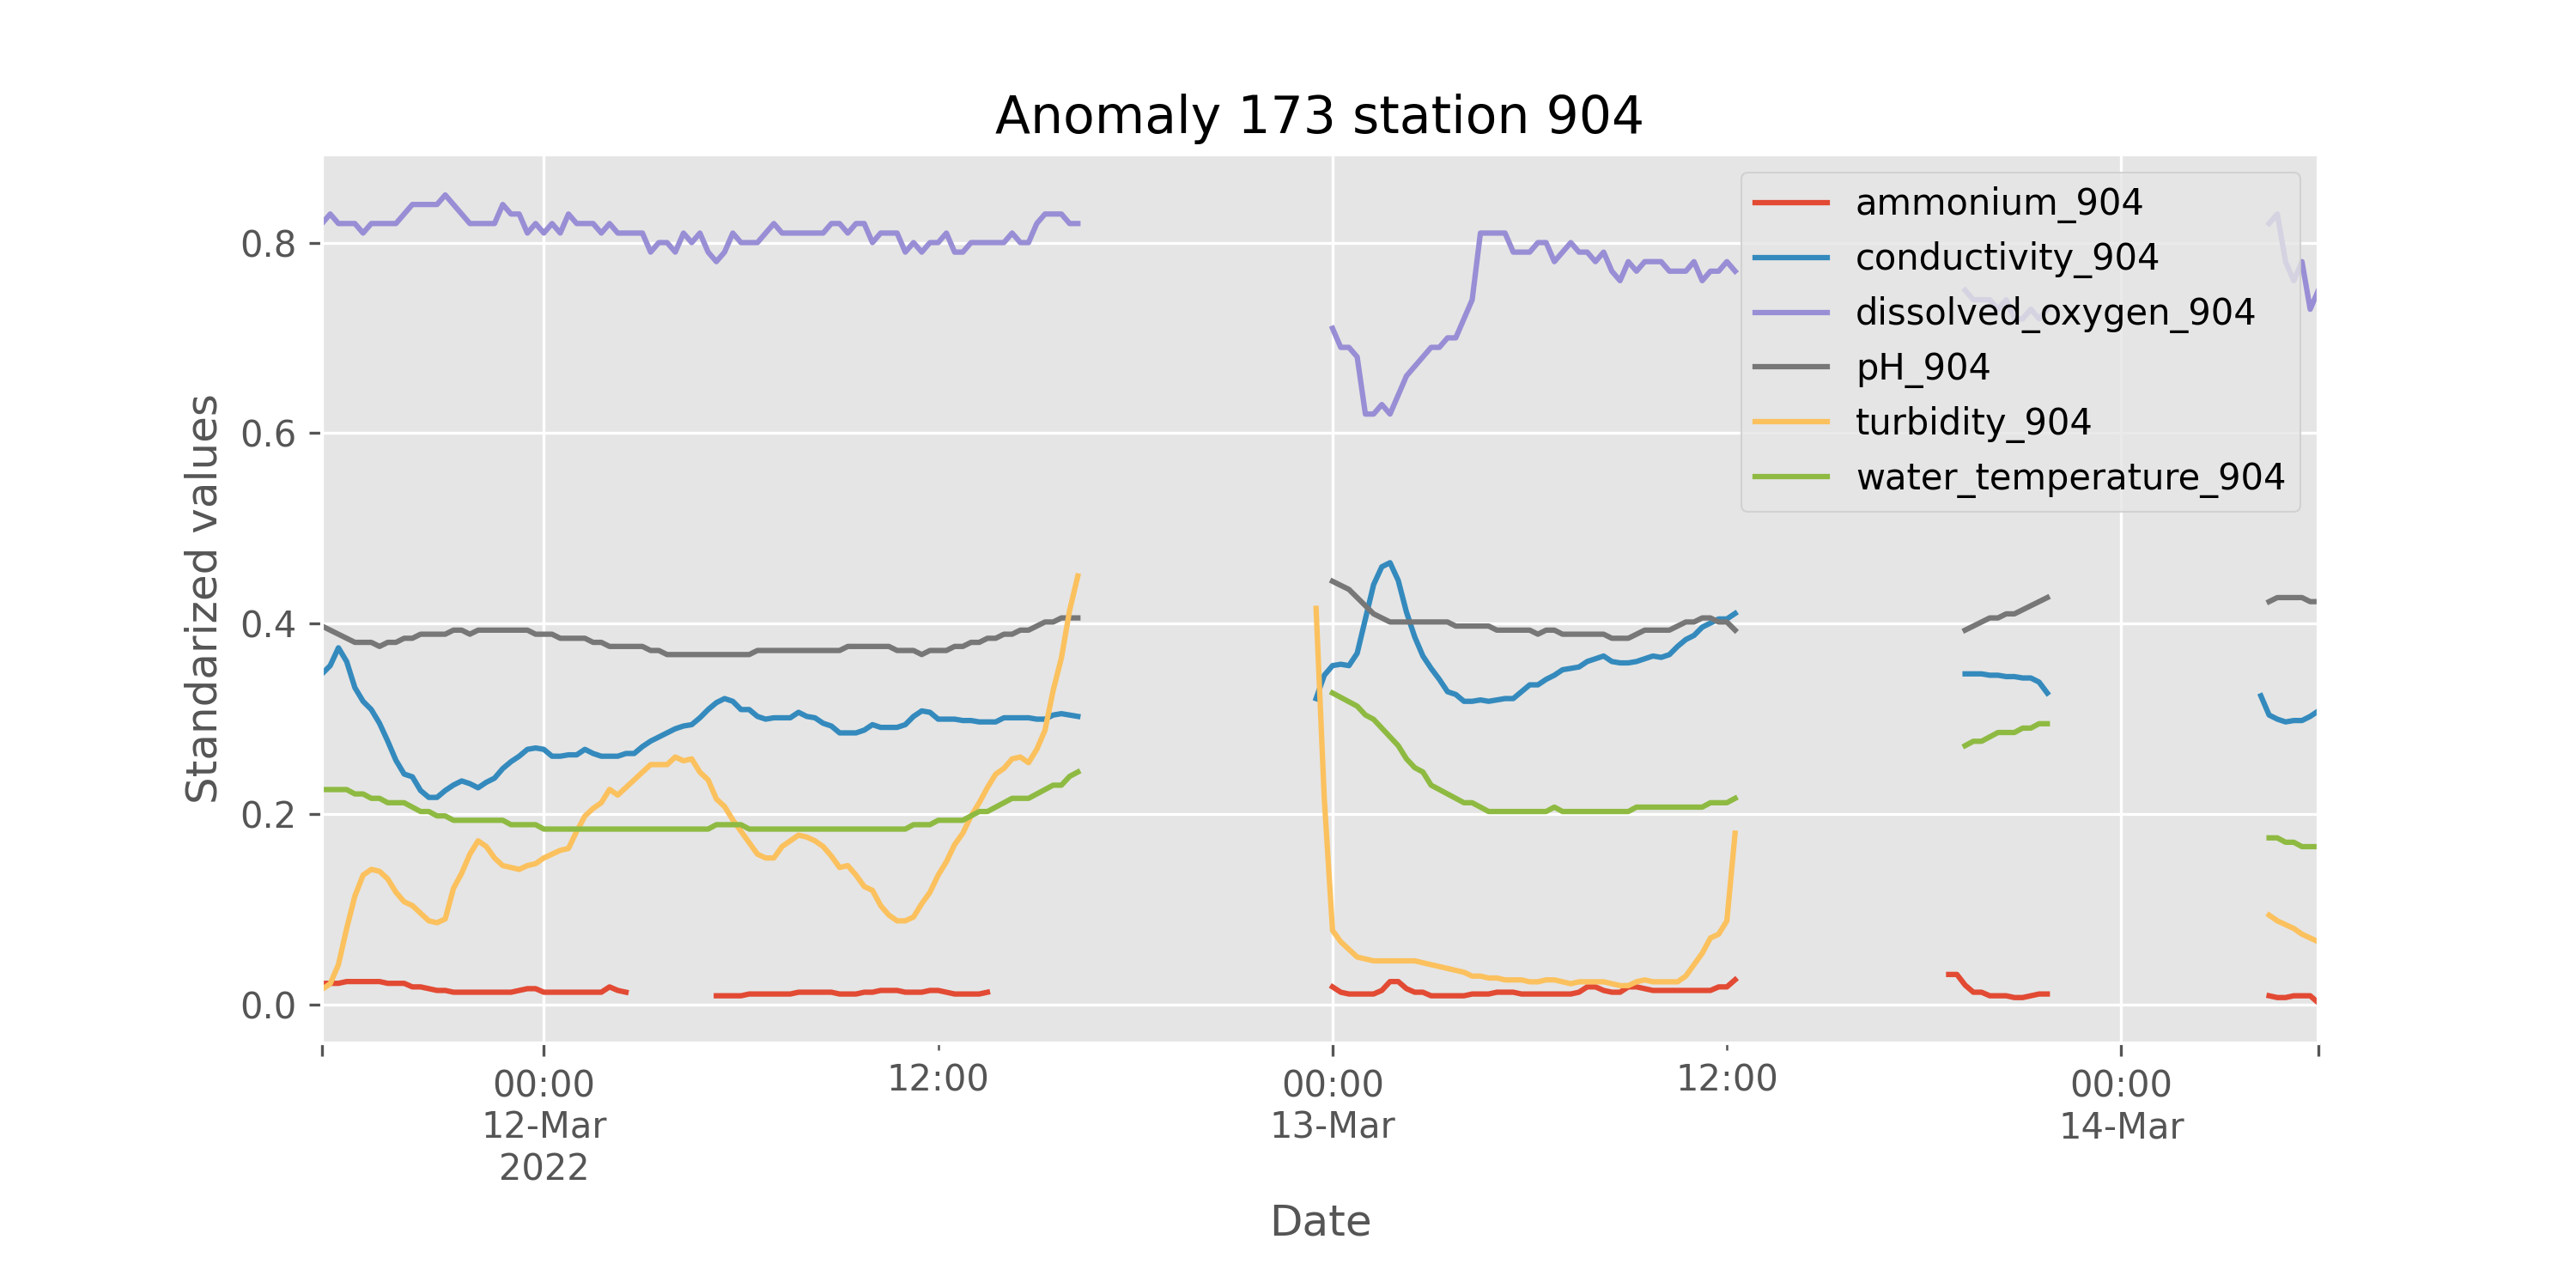 Anomaly 173 station 904
ammonium_904
conductivity_904
dissolved_oxygen_904
pH_904
turbidity_904
water_temperature_904
Standarized values
0.8
0.6
0.4
0.2
0.0
00:00
12-Mar
2022
12:00
00:00
13-Mar
12:00
00:00
14-Mar
Date